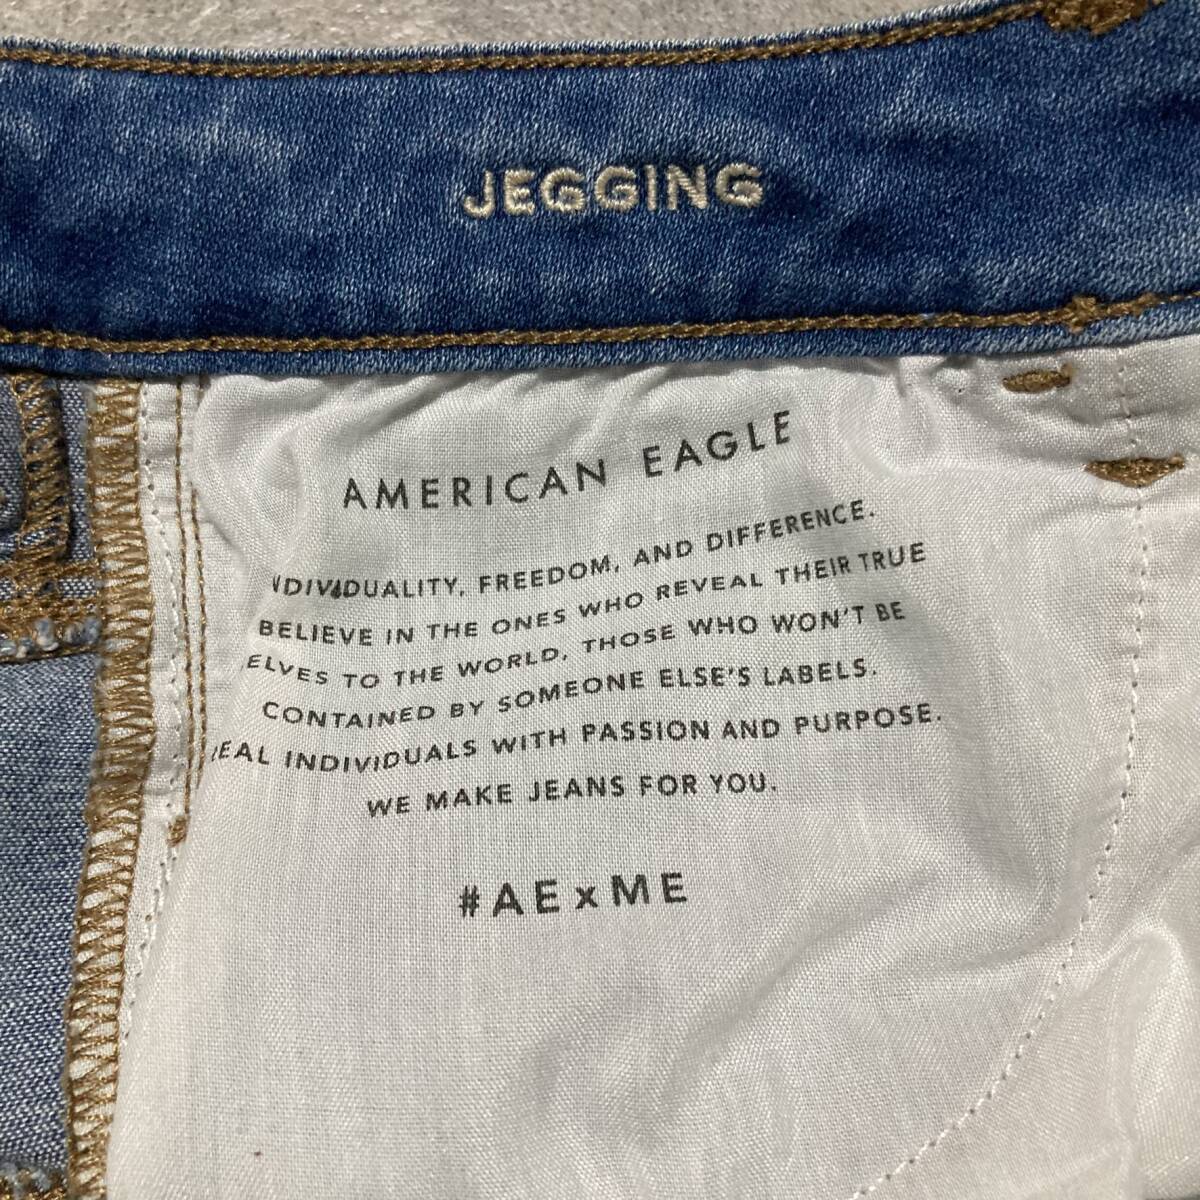 JEGGING
AMERICAN EAGLE
NDIVIDUALITY, FREEDOM, AND DIFFERENCE.
BELIEVE IN THE ONES WHO REVEAL THEIR TRUE
ELVES TO THE WORLD, THOSE WHO WON'T BE
CONTAINED BY SOMEONE ELSE'S LABELS.
REAL INDIVIDUALS WITH PASSION AND PURPOSE.
WE MAKE JEANS FOR YOU.
#AExME